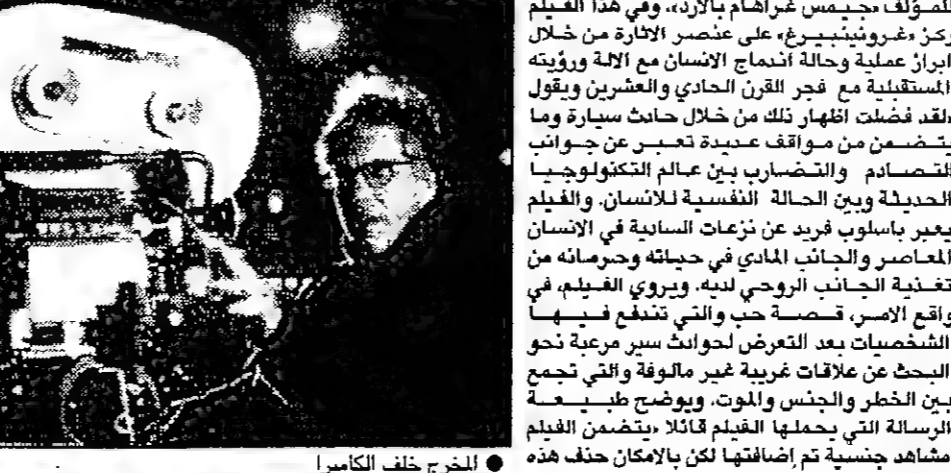 للمؤلف «جيمس غراهام بالارد»، وفي هذا الفيلم
ركز «غرونينبيرغ» على عنصر الاثارة من خلال
ابراز عملية وحالة اندماج الانسان مع الالة ورؤيته
المستقبلية مع فجر القرن الحادي والعشرين ويقول
«لقد فضلت اظهار ذلك من خلال حادث سيارة وما
يتضمن من مواقف عديدة تعبر عن جوانب
التصادم والتضارب بين عالم التكنولوجيا
الحديثة وبين الحالة النفسية للانسان. والفيلم
يعبر باسلوب فريد عن نزعات السادية في الانسان
المعاصر والجانب المادي في حياته وحرمانه من
تغذية الجانب الروحي لديه. ويروي الفيلم، في
واقع الامر، قصة حب والتي تندفع فيها
الشخصيات بعد التعرض لحوادث سير مرعبة نحو
البحث عن علاقات غريبة غير مالوفة والتي تجمع
بين الخطر والجنس والموت. ويوضح طبيعة
الرسالة التي يحملها الفيلم قائلا «يتضمن الفيلم
مشاهد جنسية تم إضافتها لكن بالامكان حذف هذه
● المخرج خلف الكاميرا